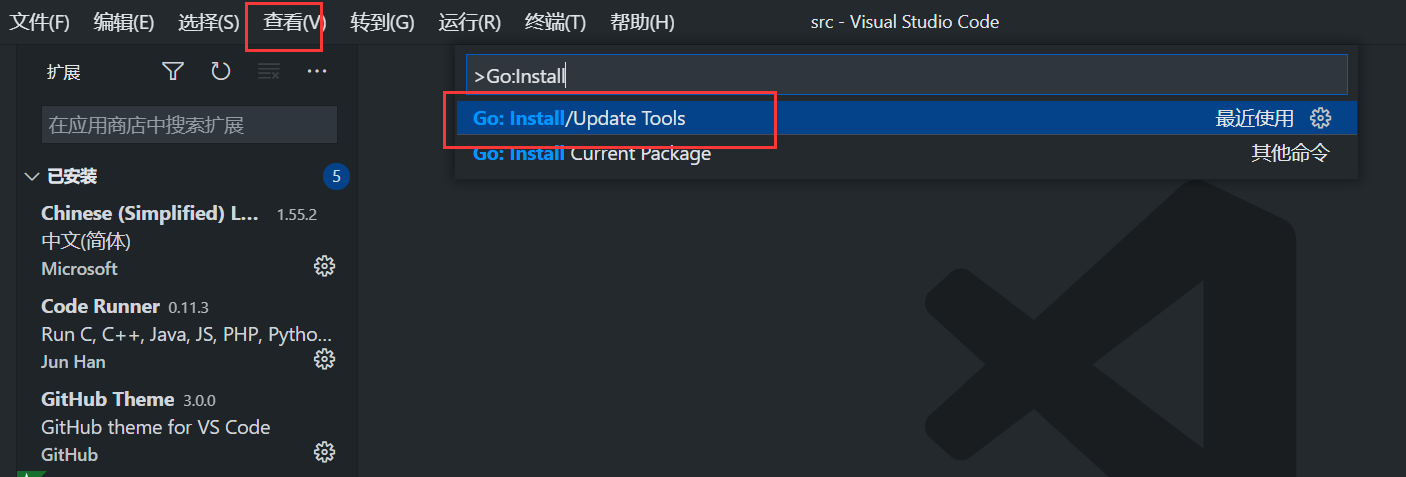 文件(F) 编辑(E) 选择(S) 查看(V) 转到(G) 运行(R) 终端(T) 帮助(H) src - Visual Studio Code
扩展
在应用商店中搜索扩展
已安装 5
Chinese (Simplified) L... 1.55.2
中文(简体)
Microsoft
Code Runner 0.11.3
Run C, C++, Java, JS, PHP, Pytho...
Jun Han
GitHub Theme 3.0.0
GitHub theme for VS Code
GitHub
>Go:Install
Go: Install/Update Tools 最近使用
Go: Install Current Package 其他命令